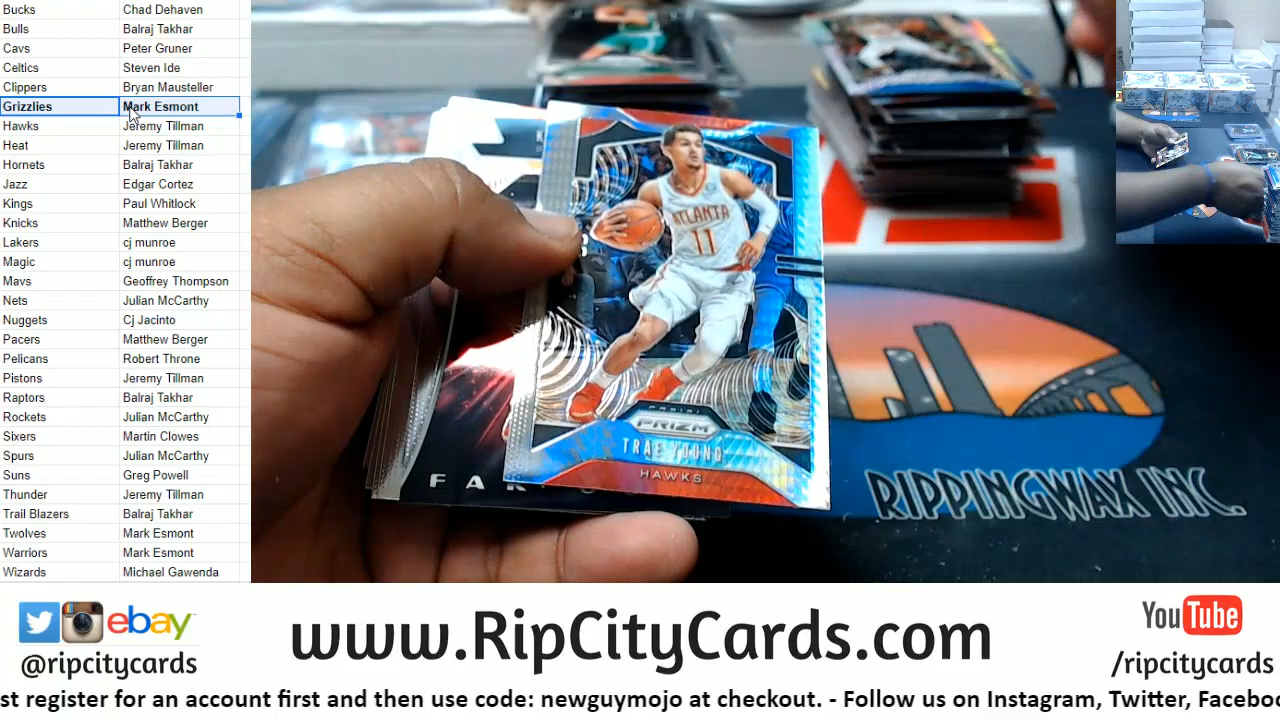 Bucks Chad Dehaven
Bulls Balraj Takhar
Cavs Peter Gruner
Celtics Steven Ide
Clippers Bryan Mausteller
Grizzlies Mark Esmont
Hawks Jeremy Tillman
Heat Jeremy Tillman
Hornets Balraj Takhar
Jazz Edgar Cortez
Kings Paul Whitlock
Knicks Matthew Berger
Lakers cj munroe
Magic cj munroe
Mavs Geoffrey Thompson
Nets Julian McCarthy
Nuggets Cj Jacinto
Pacers Matthew Berger
Pelicans Robert Throne
Pistons Jeremy Tillman
Raptors Balraj Takhar
Rockets Julian McCarthy
Sixers Martin Clowes
Spurs Julian McCarthy
Suns Greg Powell
Thunder Jeremy Tillman
Trail Blazers Balraj Takhar
Twolves Mark Esmont
Warriors Mark Esmont
Wizards Michael Gawenda
ATLANTA
11
PANINI
PRIZM
TRAE YOUNG
HAWKS
RIPPINGWAX INC.
ebay
@ripcitycards
www.RipCityCards.com
YouTube
/ripcitycards
st register for an account first and then use code: newguymojo at checkout. - Follow us on Instagram, Twitter, Facebo